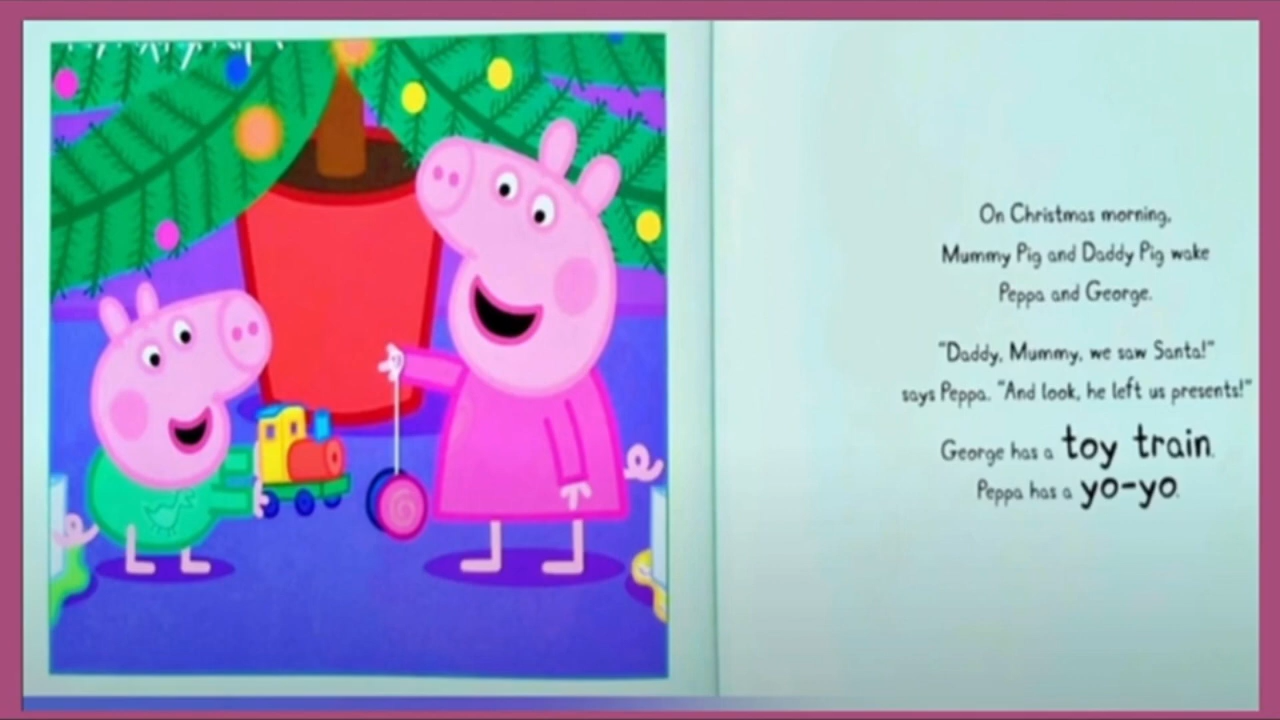 On Christmas morning,
Mummy Pig and Daddy Pig wake
Peppa and George.
"Daddy, Mummy, we saw Santa!"
says Peppa. "And look, he left us presents!"
George has a toy train.
Peppa has a yo-yo.